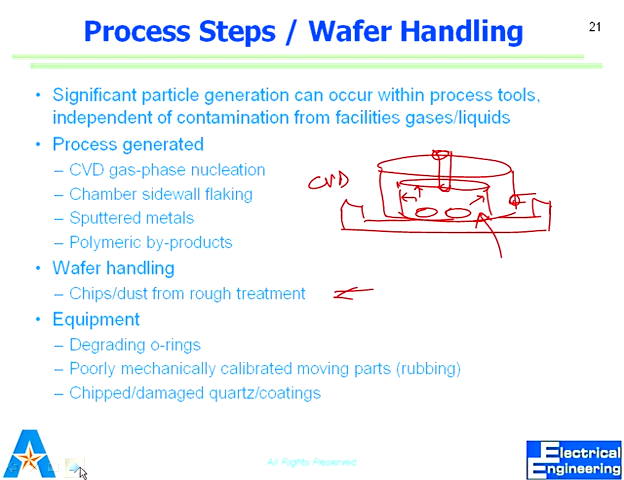 Process Steps / Wafer Handling
21
• Significant particle generation can occur within process tools,
independent of contamination from facilities gases/liquids
• Process generated
– CVD gas-phase nucleation
– Chamber sidewall flaking
– Sputtered metals
– Polymeric by-products
CVD
• Wafer handling
– Chips/dust from rough treatment
• Equipment
– Degrading o-rings
– Poorly mechanically calibrated moving parts (rubbing)
– Chipped/damaged quartz/coatings
All Rights Reserved
Electrical
Engineering